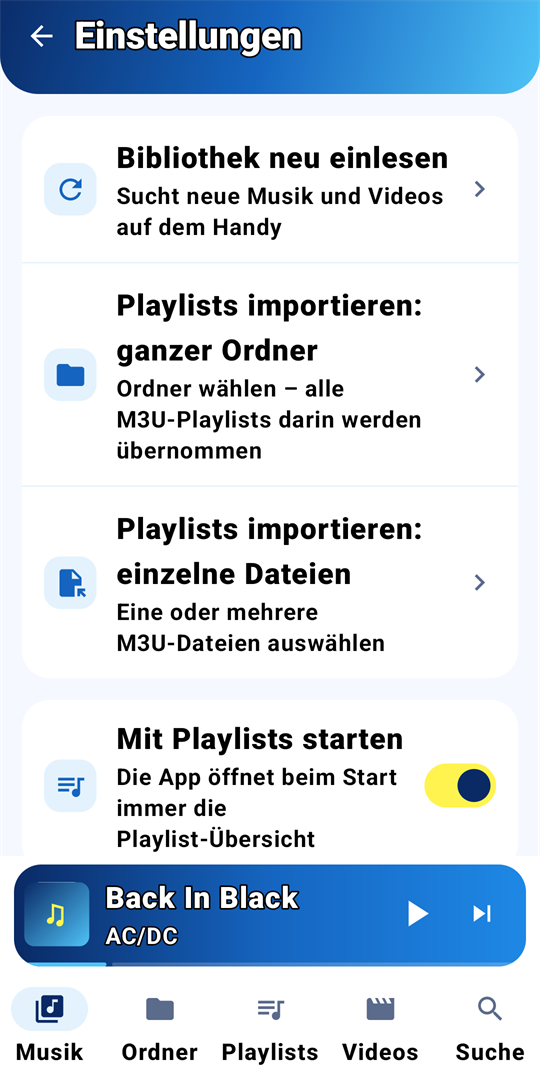 Einstellungen
Bibliothek neu einlesen
Sucht neue Musik und Videos
auf dem Handy
Playlists importieren:
ganzer Ordner
Ordner wählen – alle
M3U-Playlists darin werden
übernommen
Playlists importieren:
einzelne Dateien
Eine oder mehrere
M3U-Dateien auswählen
Mit Playlists starten
Die App öffnet beim Start
immer die
Playlist-Übersicht
Back In Black
AC/DC
Musik Ordner Playlists Videos Suche